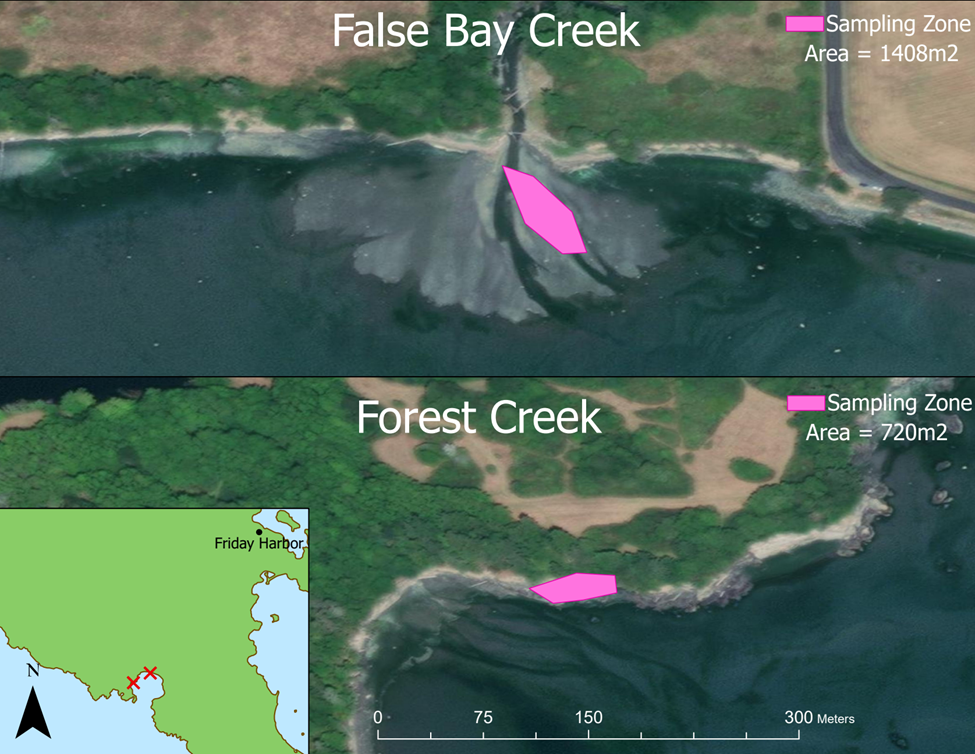 False Bay Creek
Sampling Zone
Area = 1408m2
Forest Creek
Sampling Zone
Area = 720m2
Friday Harbor
N
0 75 150 300 Meters